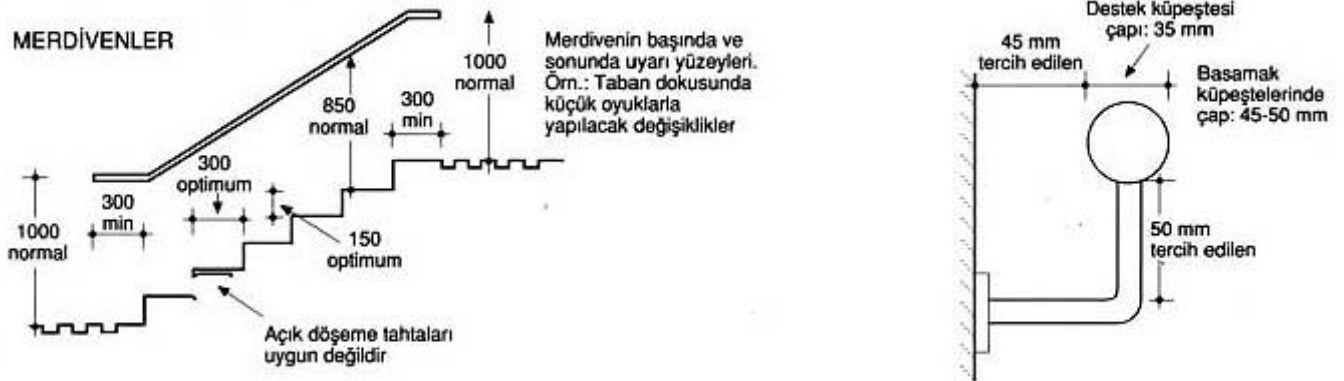 MERDİVENLER
1000
normal
300
min
300
optimum
850
normal
150
optimum
300
min
1000
normal
Açık döşeme tahtaları
uygun değildir
Merdivenin başında ve
sonunda uyarı yüzeyleri.
Örn.: Taban dokusunda
küçük oyuklarla
yapılacak değişiklikler
45 mm
tercih edilen
Destek küpeştesi
çapı: 35 mm
Basamak
küpeştelerinde
çap: 45-50 mm
50 mm
tercih edilen